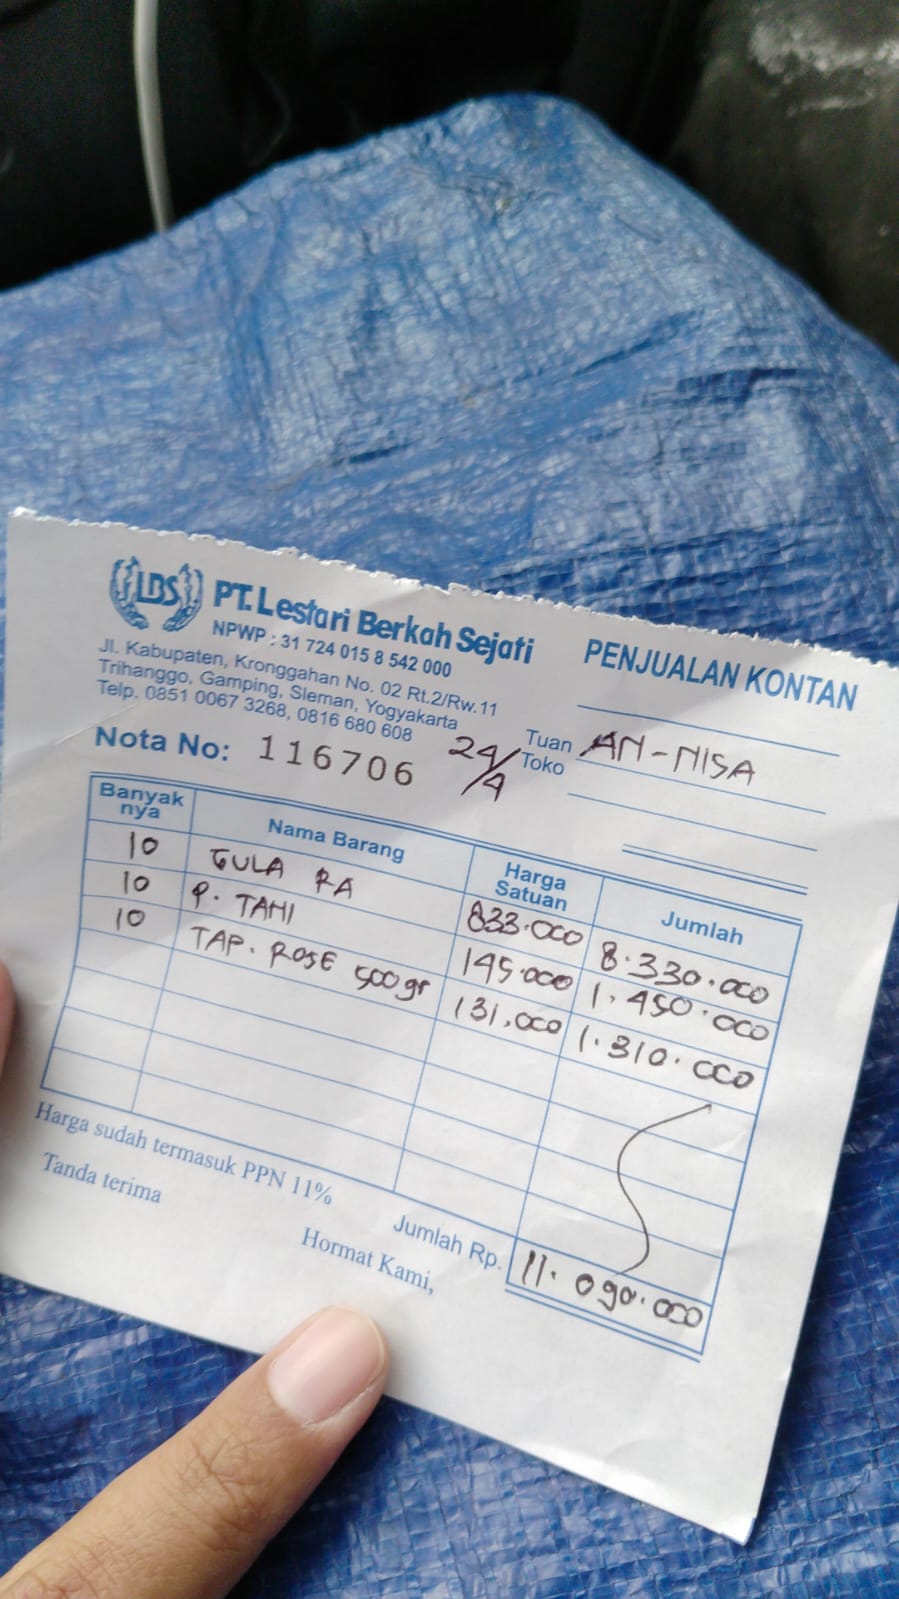 LBS PT. Lestari Berkah Sejati
NPWP : 31 724 015 8 542 000
Jl. Kabupaten, Kronggahan No. 02 Rt.2/Rw.11
Trihanggo, Gamping, Sleman, Yogyakarta
Telp. 0851 0067 3268, 0816 680 608
PENJUALAN KONTAN
Nota No: 116706 24/4
Tuan AN-NISA
Toko
Banyak nya Nama Barang Harga Satuan Jumlah
10 GULA RA 833.000 8.330.000
10 P. TANI 145.000 1.450.000
10 TAP. ROSE 500gr 131.000 1.310.000
Harga sudah termasuk PPN 11%
Jumlah Rp. 11.090.000
Tanda terima
Hormat Kami,